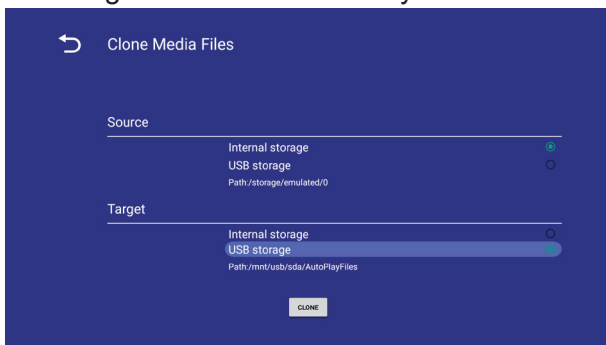 Clone Media Files
Source
Internal storage
USB storage
Path:/storage/emulated/0
Target
Internal storage
USB storage
Path:/mnt/usb/sda/AutoPlayFiles
CLONE